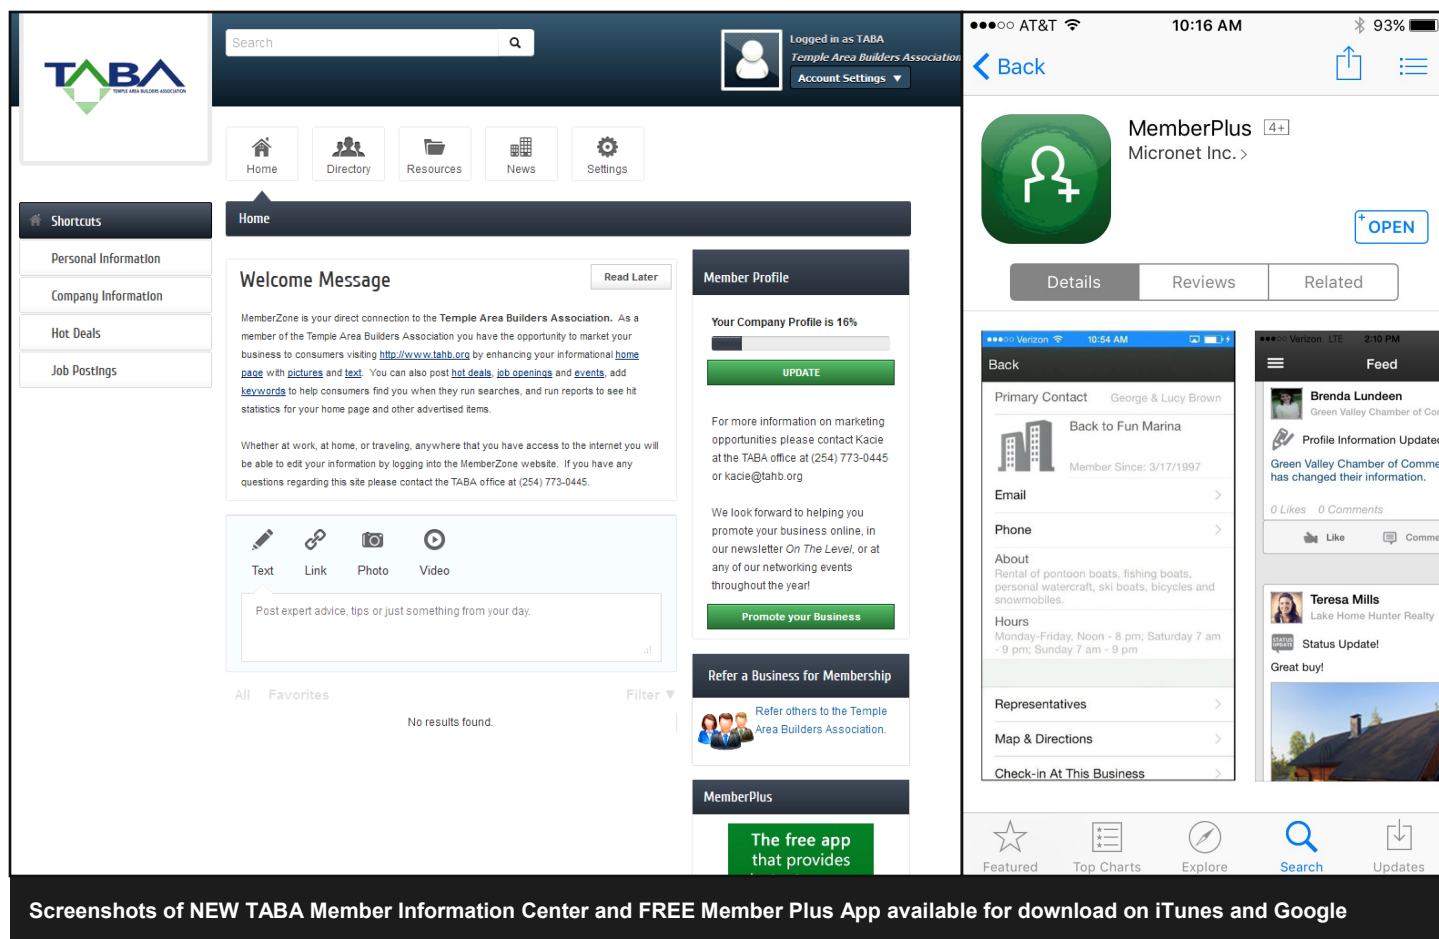 TABA
TEMPLE AREA BUILDERS ASSOCIATION
Search
Logged in as TABA
Temple Area Builders Association
Account Settings ▼
Home
Directory
Resources
News
Settings
Shortcuts
Personal Information
Company Information
Hot Deals
Job Postings
Home
Welcome Message
Read Later
MemberZone is your direct connection to the Temple Area Builders Association. As a
member of the Temple Area Builders Association you have the opportunity to market your
business to consumers visiting http://www.tahb.org by enhancing your informational home
page with pictures and text. You can also post hot deals, job openings and events, add
keywords to help consumers find you when they run searches, and run reports to see hit
statistics for your home page and other advertised items.
Whether at work, at home, or traveling, anywhere that you have access to the internet you will
be able to edit your information by logging into the MemberZone website. If you have any
questions regarding this site please contact the TABA office at (254) 773-0445.
Text
Link
Photo
Video
Post expert advice, tips or just something from your day.
All
Favorites
Filter ▼
No results found.
Member Profile
Your Company Profile is 16%
UPDATE
For more information on marketing
opportunities please contact Kacie
at the TABA office at (254) 773-0445
or kacie@tahb.org
We look forward to helping you
promote your business online, in
our newsletter On The Level, or at
any of our networking events
throughout the year!
Promote your Business
Refer a Business for Membership
Refer others to the Temple
Area Builders Association.
MemberPlus
The free app
that provides
AT&T
10:16 AM
93%
Back
MemberPlus 4+
Micronet Inc. >
+ OPEN
Details
Reviews
Related
Verizon
10:54 AM
Back
Primary Contact George & Lucy Brown
Back to Fun Marina
Member Since: 3/17/1997
Email
Phone
About
Rental of pontoon boats, fishing boats,
personal watercraft, ski boats, bicycles and
snowmobiles.
Hours
Monday-Friday, Noon - 8 pm; Saturday 7 am
- 9 pm; Sunday 7 am - 9 pm
Representatives
Map & Directions
Check-in At This Business
Verizon LTE 2:10 PM
Feed
Brenda Lundeen
Green Valley Chamber of Co
Profile Information Updated
Green Valley Chamber of Comme
has changed their information.
0 Likes 0 Comments
Like
Comme
Teresa Mills
Lake Home Hunter Realty
STATUS
UPDATE
Status Update!
Great buy!
Featured
Top Charts
Explore
Search
Updates
Screenshots of NEW TABA Member Information Center and FREE Member Plus App available for download on iTunes and Google